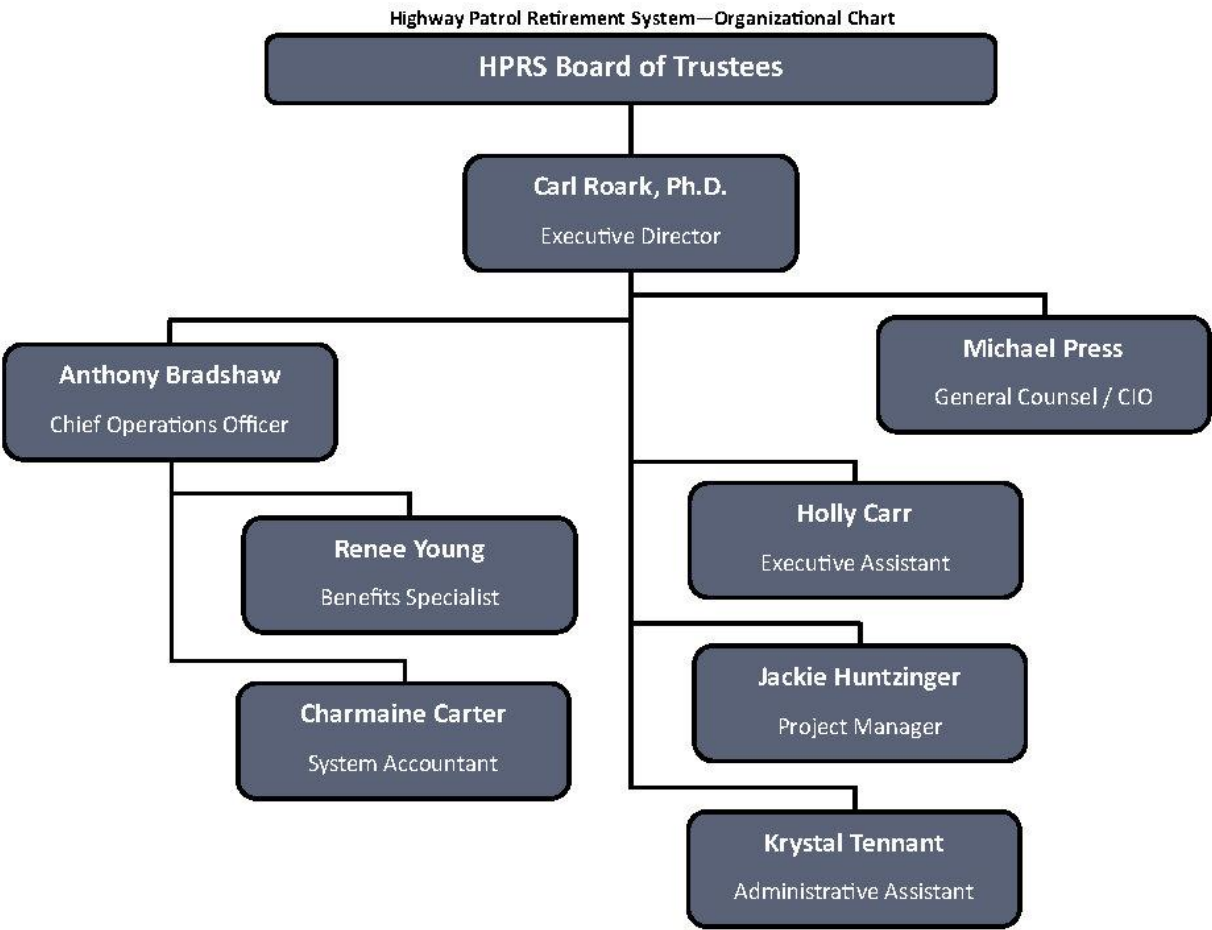 Highway Patrol Retirement System—Organizational Chart
HPRS Board of Trustees
Carl Roark, Ph.D.
Executive Director
Michael Press
General Counsel / CIO
Anthony Bradshaw
Chief Operations Officer
Holly Carr
Executive Assistant
Renee Young
Benefits Specialist
Jackie Huntzinger
Project Manager
Charmaine Carter
System Accountant
Krystal Tennant
Administrative Assistant